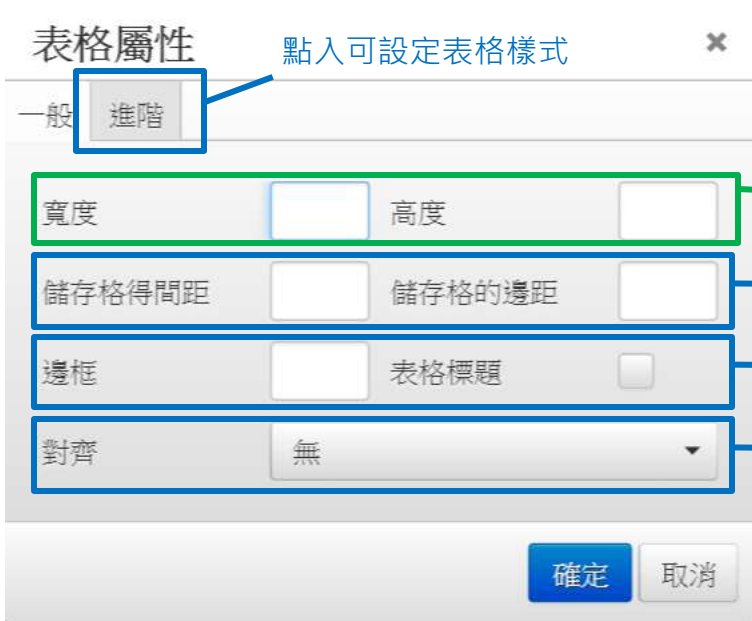 表格屬性
點入可設定表格樣式
一般 進階
寬度 高度
儲存格得間距 儲存格的邊距
邊框 表格標題
對齊 無
確定 取消